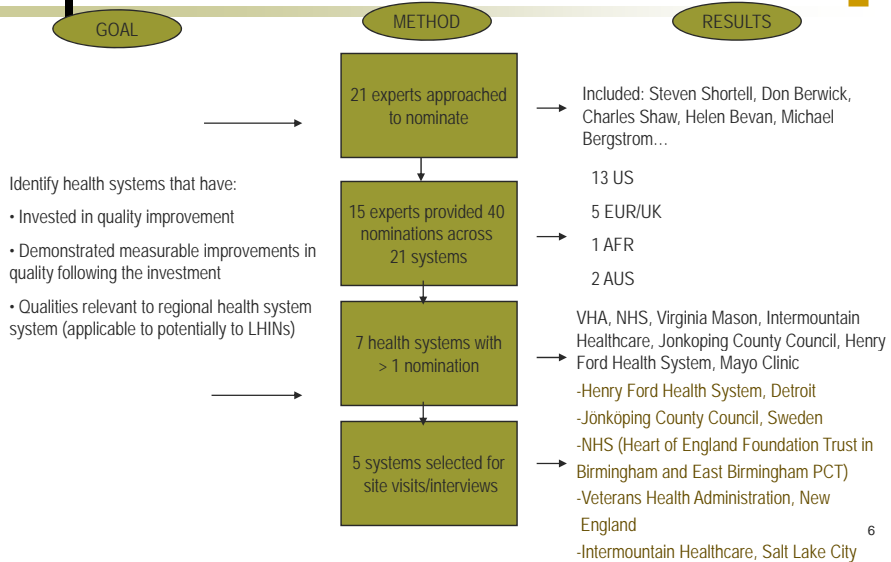 GOAL
METHOD
RESULTS
Identify health systems that have:
• Invested in quality improvement
• Demonstrated measurable improvements in
quality following the investment
• Qualities relevant to regional health system
system (applicable to potentially to LHINs)
21 experts approached
to nominate
15 experts provided 40
nominations across
21 systems
7 health systems with
> 1 nomination
5 systems selected for
site visits/interviews
Included: Steven Shortell, Don Berwick,
Charles Shaw, Helen Bevan, Michael
Bergstrom…
13 US
5 EUR/UK
1 AFR
2 AUS
VHA, NHS, Virginia Mason, Intermountain
Healthcare, Jonkoping County Council, Henry
Ford Health System, Mayo Clinic
-Henry Ford Health System, Detroit
-Jönköping County Council, Sweden
-NHS (Heart of England Foundation Trust in
Birmingham and East Birmingham PCT)
-Veterans Health Administration, New
England
-Intermountain Healthcare, Salt Lake City
6